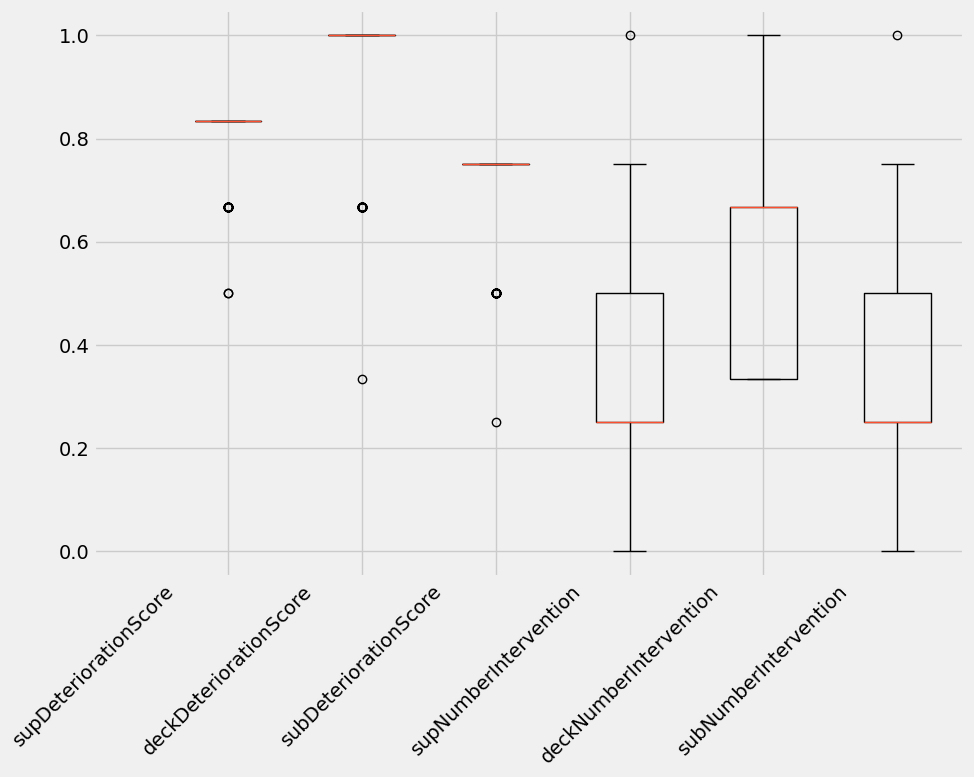 1.0
0.8
0.6
0.4
0.2
0.0
supDeteriorationScore
deckDeteriorationScore
subDeteriorationScore
supNumberIntervention
deckNumberIntervention
subNumberIntervention